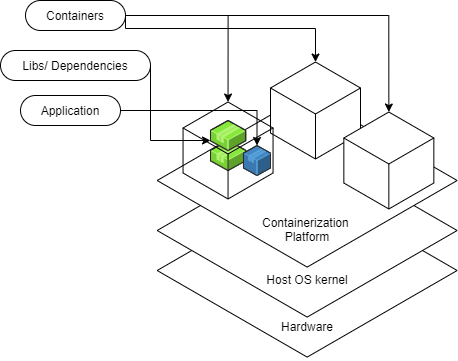 Containers
Libs/ Dependencies
Application
Containerization
Platform
Host OS kernel
Hardware